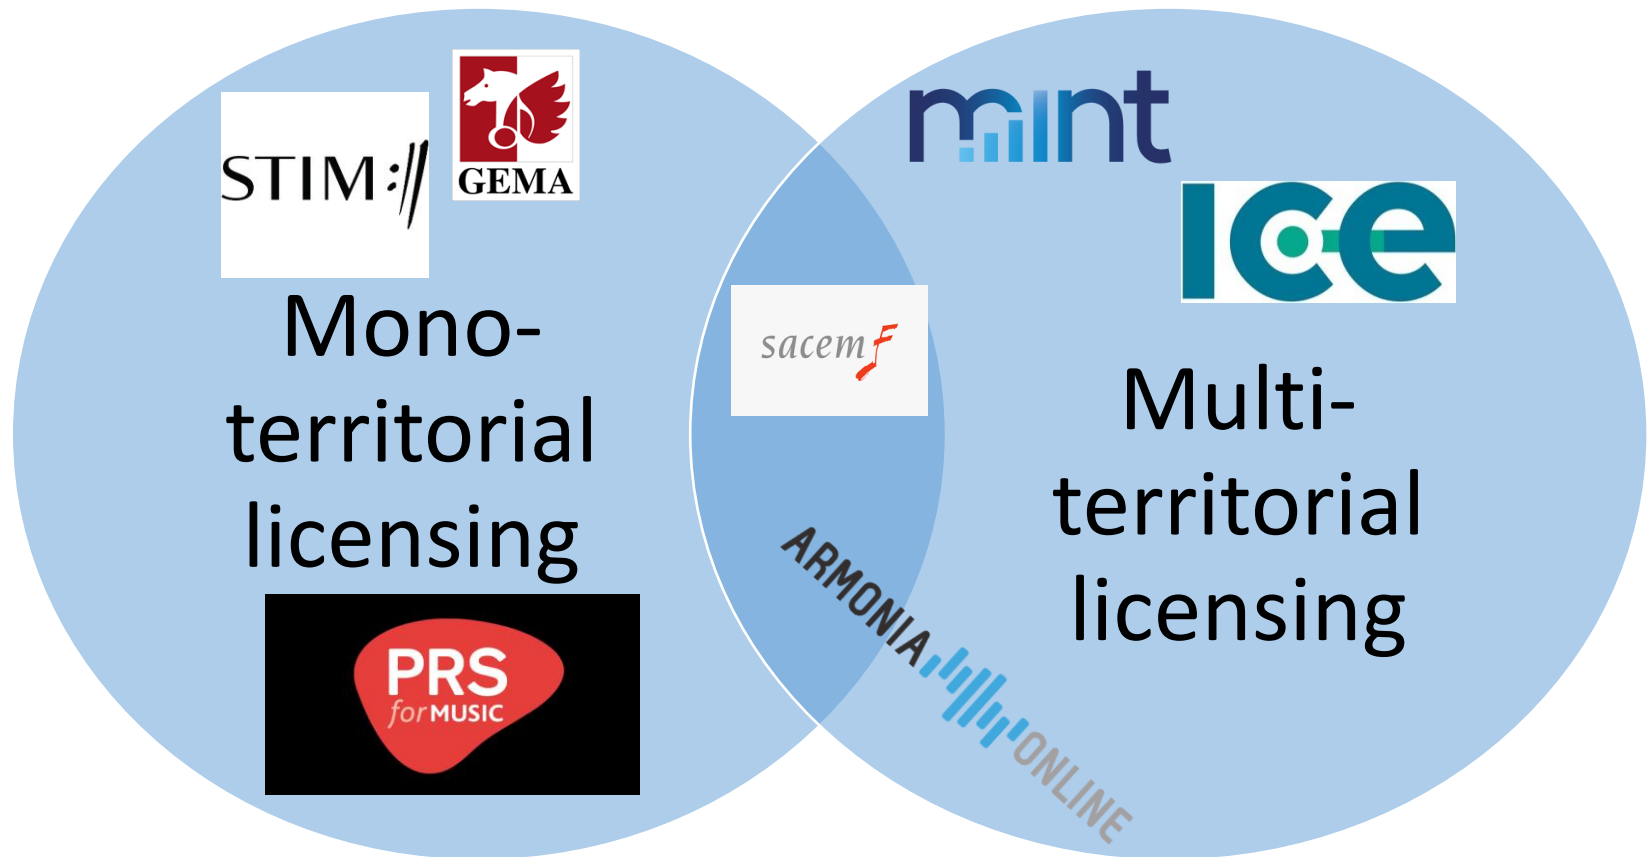 STIM
GEMA
Mono-
territorial
licensing
PRS
for MUSIC
sacem
ARMONIA
ONLINE
mint
ICE
Multi-
territorial
licensing